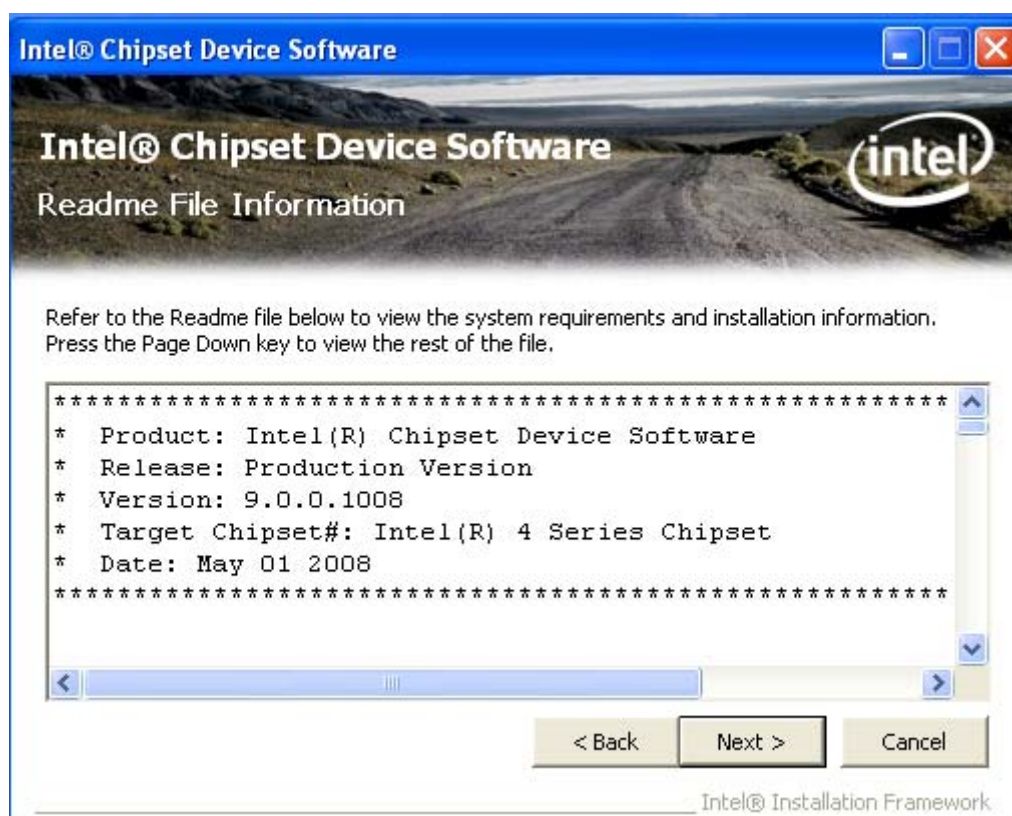 Intel® Chipset Device Software
Intel® Chipset Device Software
intel
Readme File Information
Refer to the Readme file below to view the system requirements and installation information.
Press the Page Down key to view the rest of the file.
********************************************************
* Product: Intel(R) Chipset Device Software
* Release: Production Version
* Version: 9.0.0.1008
* Target Chipset#: Intel(R) 4 Series Chipset
* Date: May 01 2008
********************************************************
< Back Next > Cancel
Intel® Installation Framework